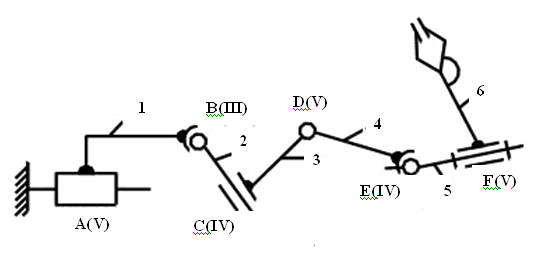 1
B(III)
2
C(IV)
A(V)
D(V)
3
4
E(IV)
5
F(V)
6